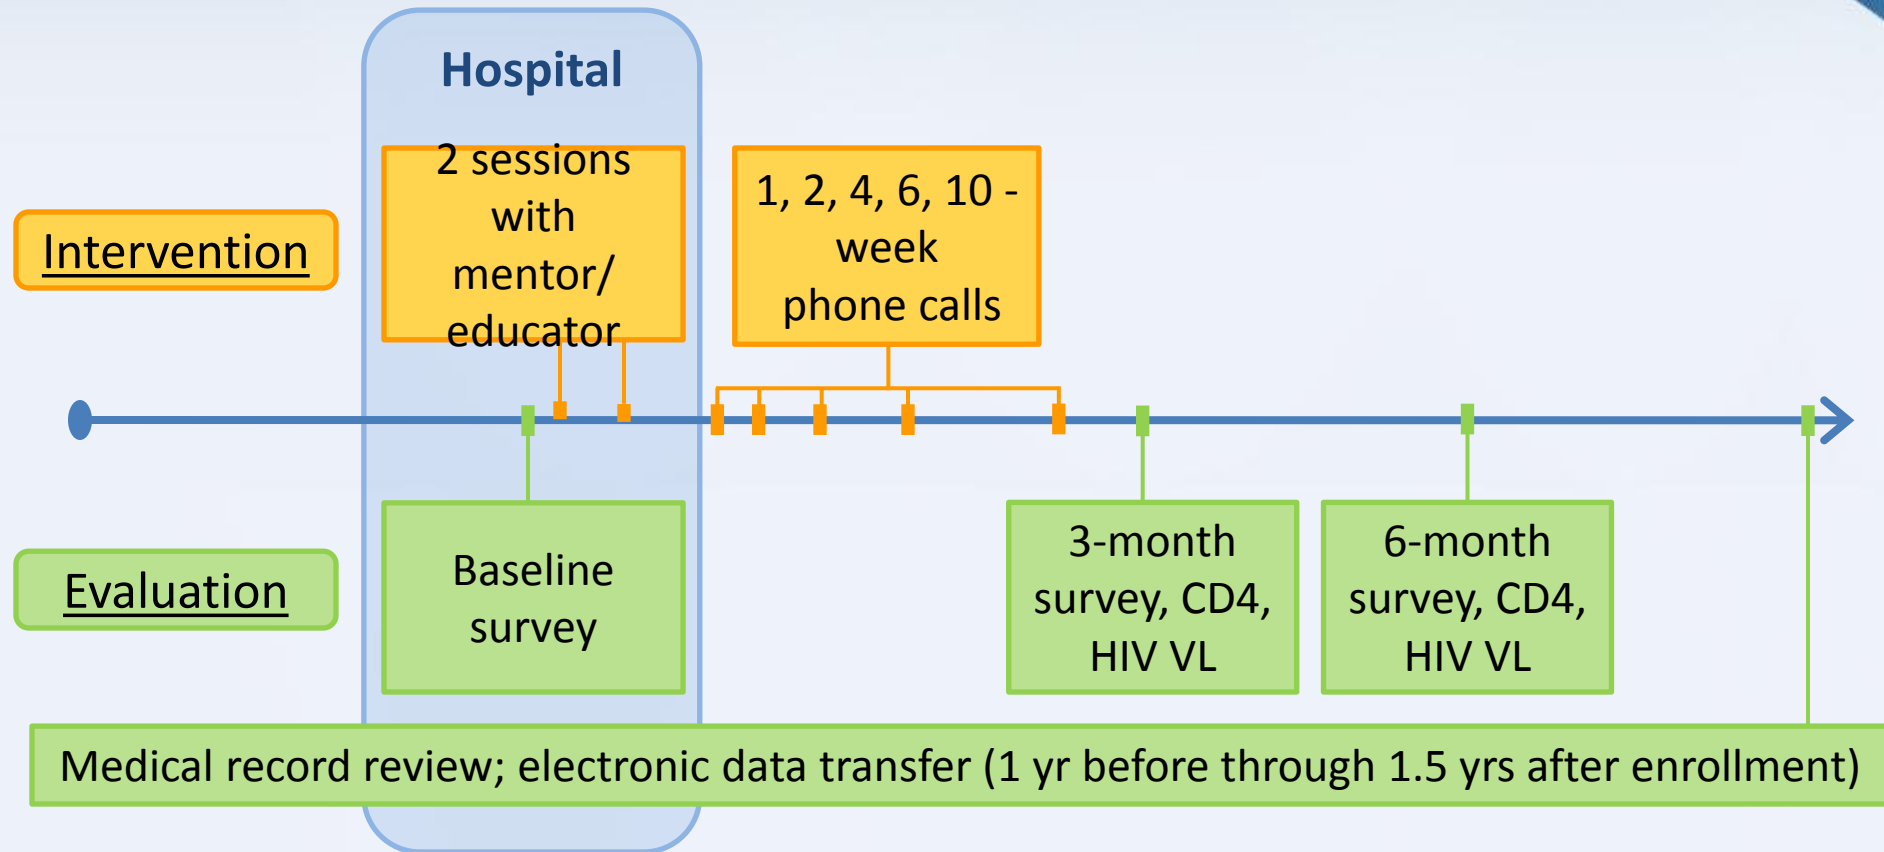 Hospital
Intervention
2 sessions
with
mentor/
educator
1, 2, 4, 6, 10 -
week
phone calls
Evaluation
Baseline
survey
3-month
survey, CD4,
HIV VL
6-month
survey, CD4,
HIV VL
Medical record review; electronic data transfer (1 yr before through 1.5 yrs after enrollment)